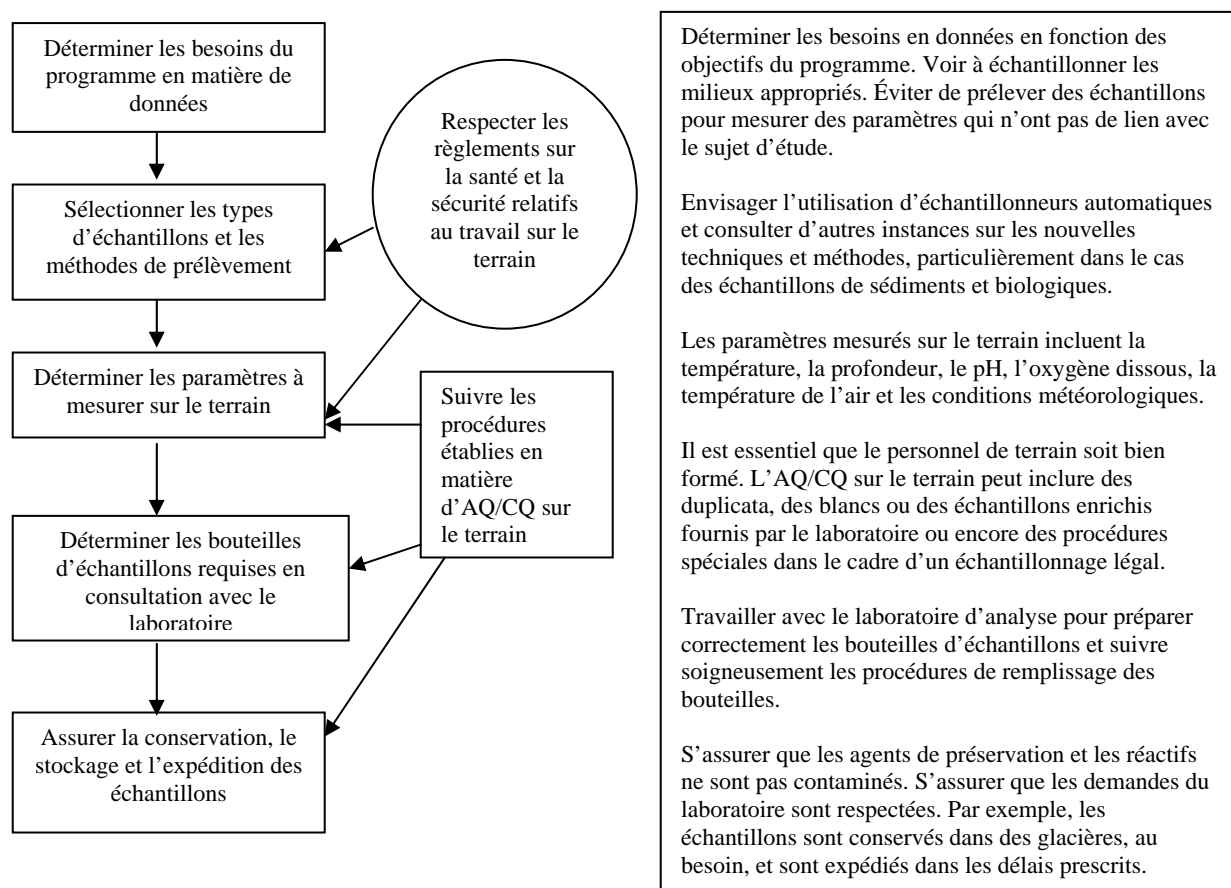 Déterminer les besoins du
programme en matière de
données
Sélectionner les types
d'échantillons et les
méthodes de prélèvement
Déterminer les paramètres à
mesurer sur le terrain
Déterminer les bouteilles
d'échantillons requises en
consultation avec le
laboratoire
Assurer la conservation, le
stockage et l'expédition des
échantillons
Respecter les
règlements sur
la santé et la
sécurité relatifs
au travail sur le
terrain
Suivre les
procédures
établies en
matière
d'AQ/CQ sur
le terrain
Déterminer les besoins en données en fonction des
objectifs du programme. Voir à échantillonner les
milieux appropriés. Éviter de prélever des échantillons
pour mesurer des paramètres qui n'ont pas de lien avec
le sujet d'étude.
Envisager l'utilisation d'échantillonneurs automatiques
et consulter d'autres instances sur les nouvelles
techniques et méthodes, particulièrement dans le cas
des échantillons de sédiments et biologiques.
Les paramètres mesurés sur le terrain incluent la
température, la profondeur, le pH, l'oxygène dissous, la
température de l'air et les conditions météorologiques.
Il est essentiel que le personnel de terrain soit bien
formé. L'AQ/CQ sur le terrain peut inclure des
duplicata, des blancs ou des échantillons enrichis
fournis par le laboratoire ou encore des procédures
spéciales dans le cadre d'un échantillonnage légal.
Travailler avec le laboratoire d'analyse pour préparer
correctement les bouteilles d'échantillons et suivre
soigneusement les procédures de remplissage des
bouteilles.
S'assurer que les agents de préservation et les réactifs
ne sont pas contaminés. S'assurer que les demandes du
laboratoire sont respectées. Par exemple, les
échantillons sont conservés dans des glacières, au
besoin, et sont expédiés dans les délais prescrits.